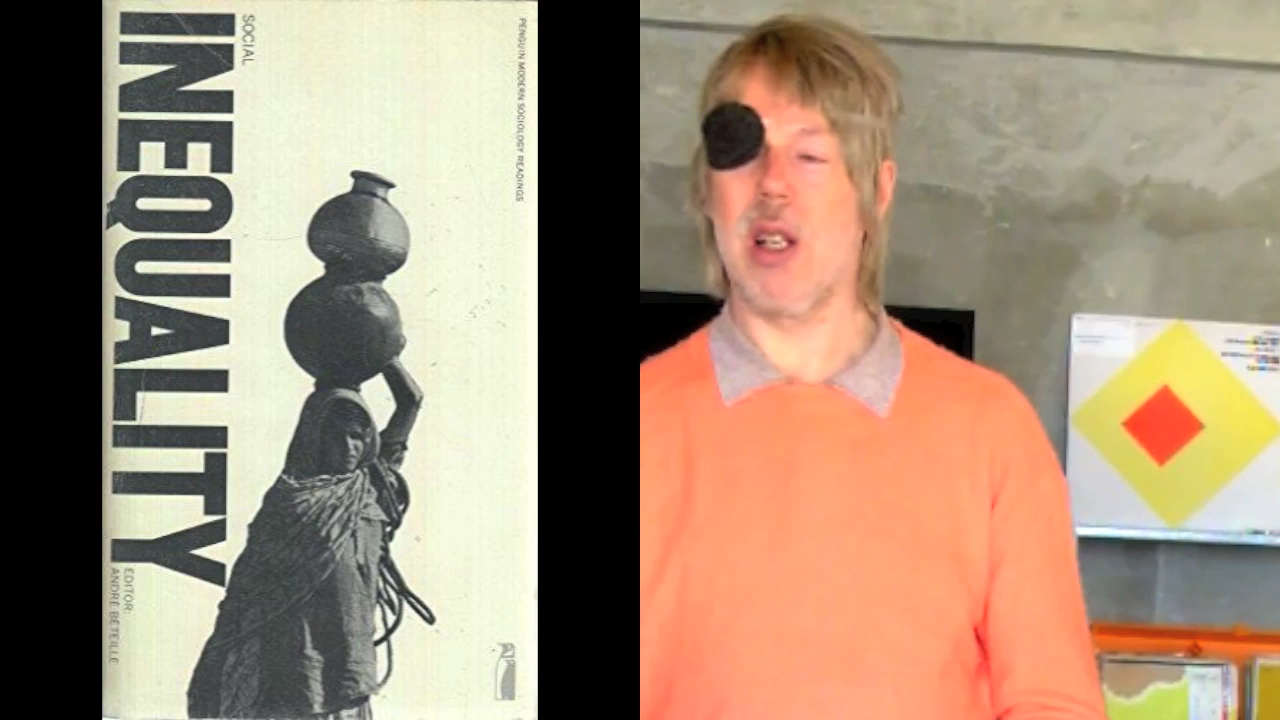 SOCIAL
INEQUALITY
EDITOR:
ANDRÉ BÉTEILLE
PENGUIN MODERN SOCIOLOGY READINGS